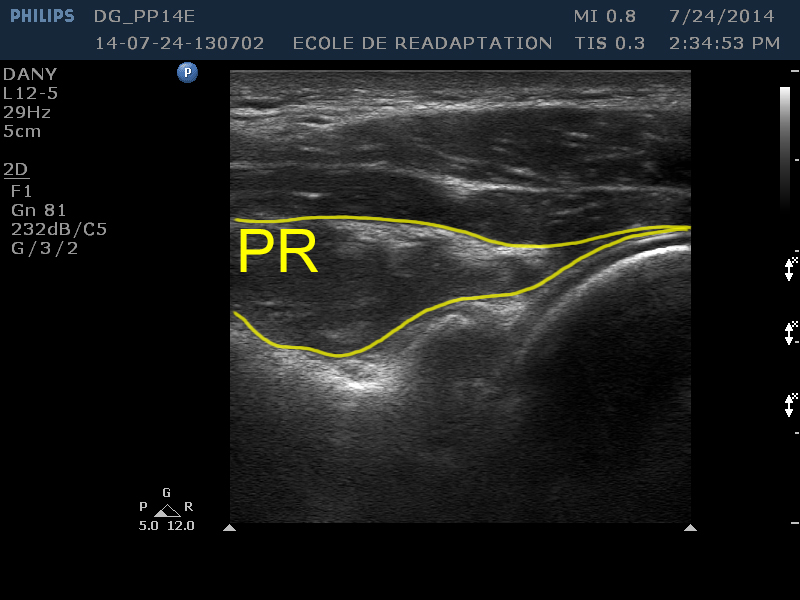 PHILIPS DG_PP14E MI 0.8 7/24/2014
14-07-24-130702 ECOLE DE READAPTATION TIS 0.3 2:34:53 PM
DANY
L12-5
29Hz
5cm
P
2D
F1
Gn 81
232dB/C5
G/3/2
PR
G
P R
5.0 12.0